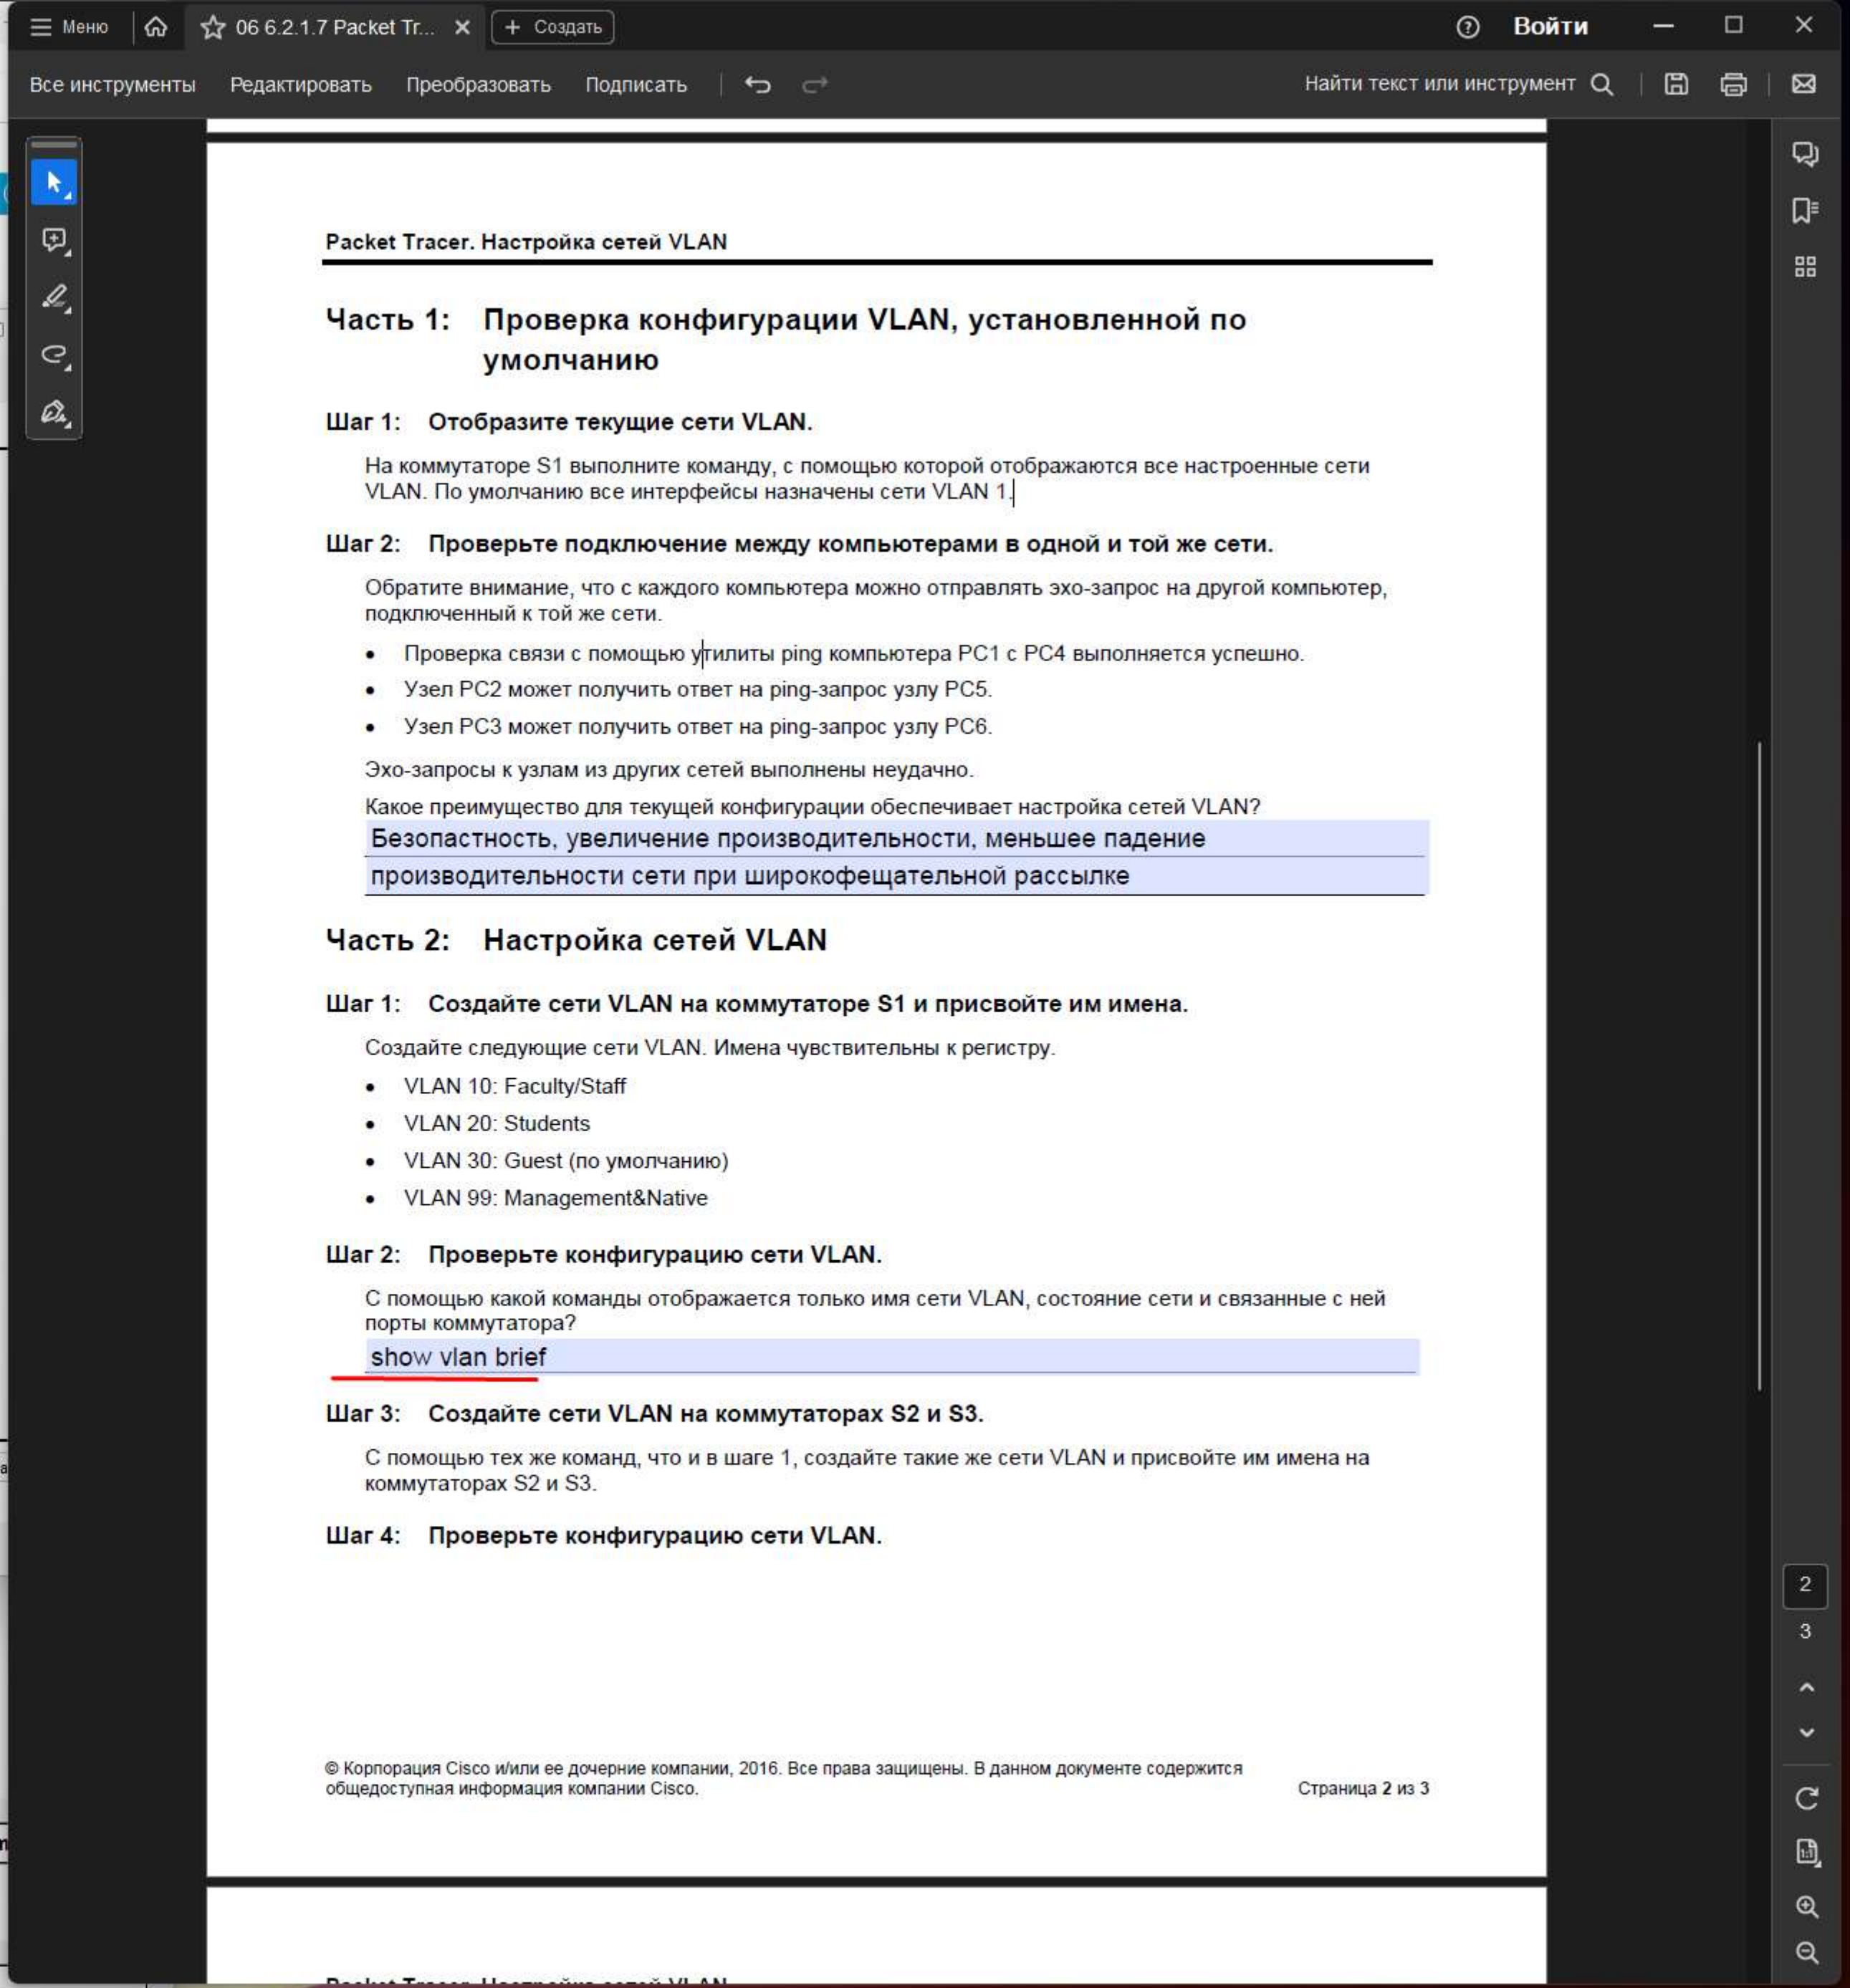 Меню
06 6.2.1.7 Packet Tr...
Создать
Войти
Все инструменты
Редактировать
Преобразовать
Подписать
Найти текст или инструмент
Packet Tracer. Настройка сетей VLAN
Часть 1: Проверка конфигурации VLAN, установленной по
умолчанию
Шаг 1: Отобразите текущие сети VLAN.
На коммутаторе S1 выполните команду, с помощью которой отображаются все настроенные сети
VLAN. По умолчанию все интерфейсы назначены сети VLAN 1.
Шаг 2: Проверьте подключение между компьютерами в одной и той же сети.
Обратите внимание, что с каждого компьютера можно отправлять эхо-запрос на другой компьютер,
подключенный к той же сети.
• Проверка связи с помощью утилиты ping компьютера PC1 с PC4 выполняется успешно.
• Узел PC2 может получить ответ на ping-запрос узлу PC5.
• Узел PC3 может получить ответ на ping-запрос узлу PC6.
Эхо-запросы к узлам из других сетей выполнены неудачно.
Какое преимущество для текущей конфигурации обеспечивает настройка сетей VLAN?
Безопастность, увеличение производительности, меньшее падение
производительности сети при широкофещательной рассылке
Часть 2: Настройка сетей VLAN
Шаг 1: Создайте сети VLAN на коммутаторе S1 и присвойте им имена.
Создайте следующие сети VLAN. Имена чувствительны к регистру.
• VLAN 10: Faculty/Staff
• VLAN 20: Students
• VLAN 30: Guest (по умолчанию)
• VLAN 99: Management&Native
Шаг 2: Проверьте конфигурацию сети VLAN.
С помощью какой команды отображается только имя сети VLAN, состояние сети и связанные с ней
порты коммутатора?
show vlan brief
Шаг 3: Создайте сети VLAN на коммутаторах S2 и S3.
С помощью тех же команд, что и в шаге 1, создайте такие же сети VLAN и присвойте им имена на
коммутаторах S2 и S3.
Шаг 4: Проверьте конфигурацию сети VLAN.
2
3
© Корпорация Cisco и/или ее дочерние компании, 2016. Все права защищены. В данном документе содержится
общедоступная информация компании Cisco.
Страница 2 из 3
1:1
Packet Tracer. Настройка сетей VLAN